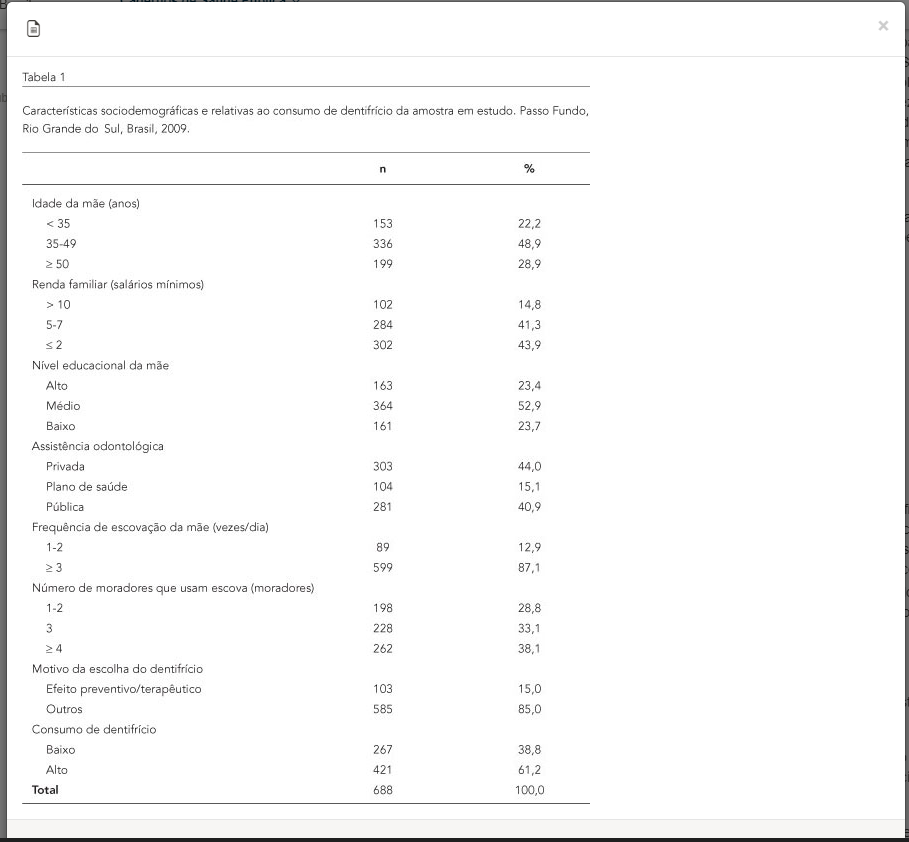 Tabela 1
Características sociodemográficas e relativas ao consumo de dentifrício da amostra em estudo. Passo Fundo,
Rio Grande do Sul, Brasil, 2009.
n %
Idade da mãe (anos)
< 35 153 22,2
35-49 336 48,9
≥ 50 199 28,9
Renda familiar (salários mínimos)
> 10 102 14,8
5-7 284 41,3
≤ 2 302 43,9
Nível educacional da mãe
Alto 163 23,4
Médio 364 52,9
Baixo 161 23,7
Assistência odontológica
Privada 303 44,0
Plano de saúde 104 15,1
Pública 281 40,9
Frequência de escovação da mãe (vezes/dia)
1-2 89 12,9
≥ 3 599 87,1
Número de moradores que usam escova (moradores)
1-2 198 28,8
3 228 33,1
≥ 4 262 38,1
Motivo da escolha do dentifrício
Efeito preventivo/terapêutico 103 15,0
Outros 585 85,0
Consumo de dentifrício
Baixo 267 38,8
Alto 421 61,2
Total 688 100,0